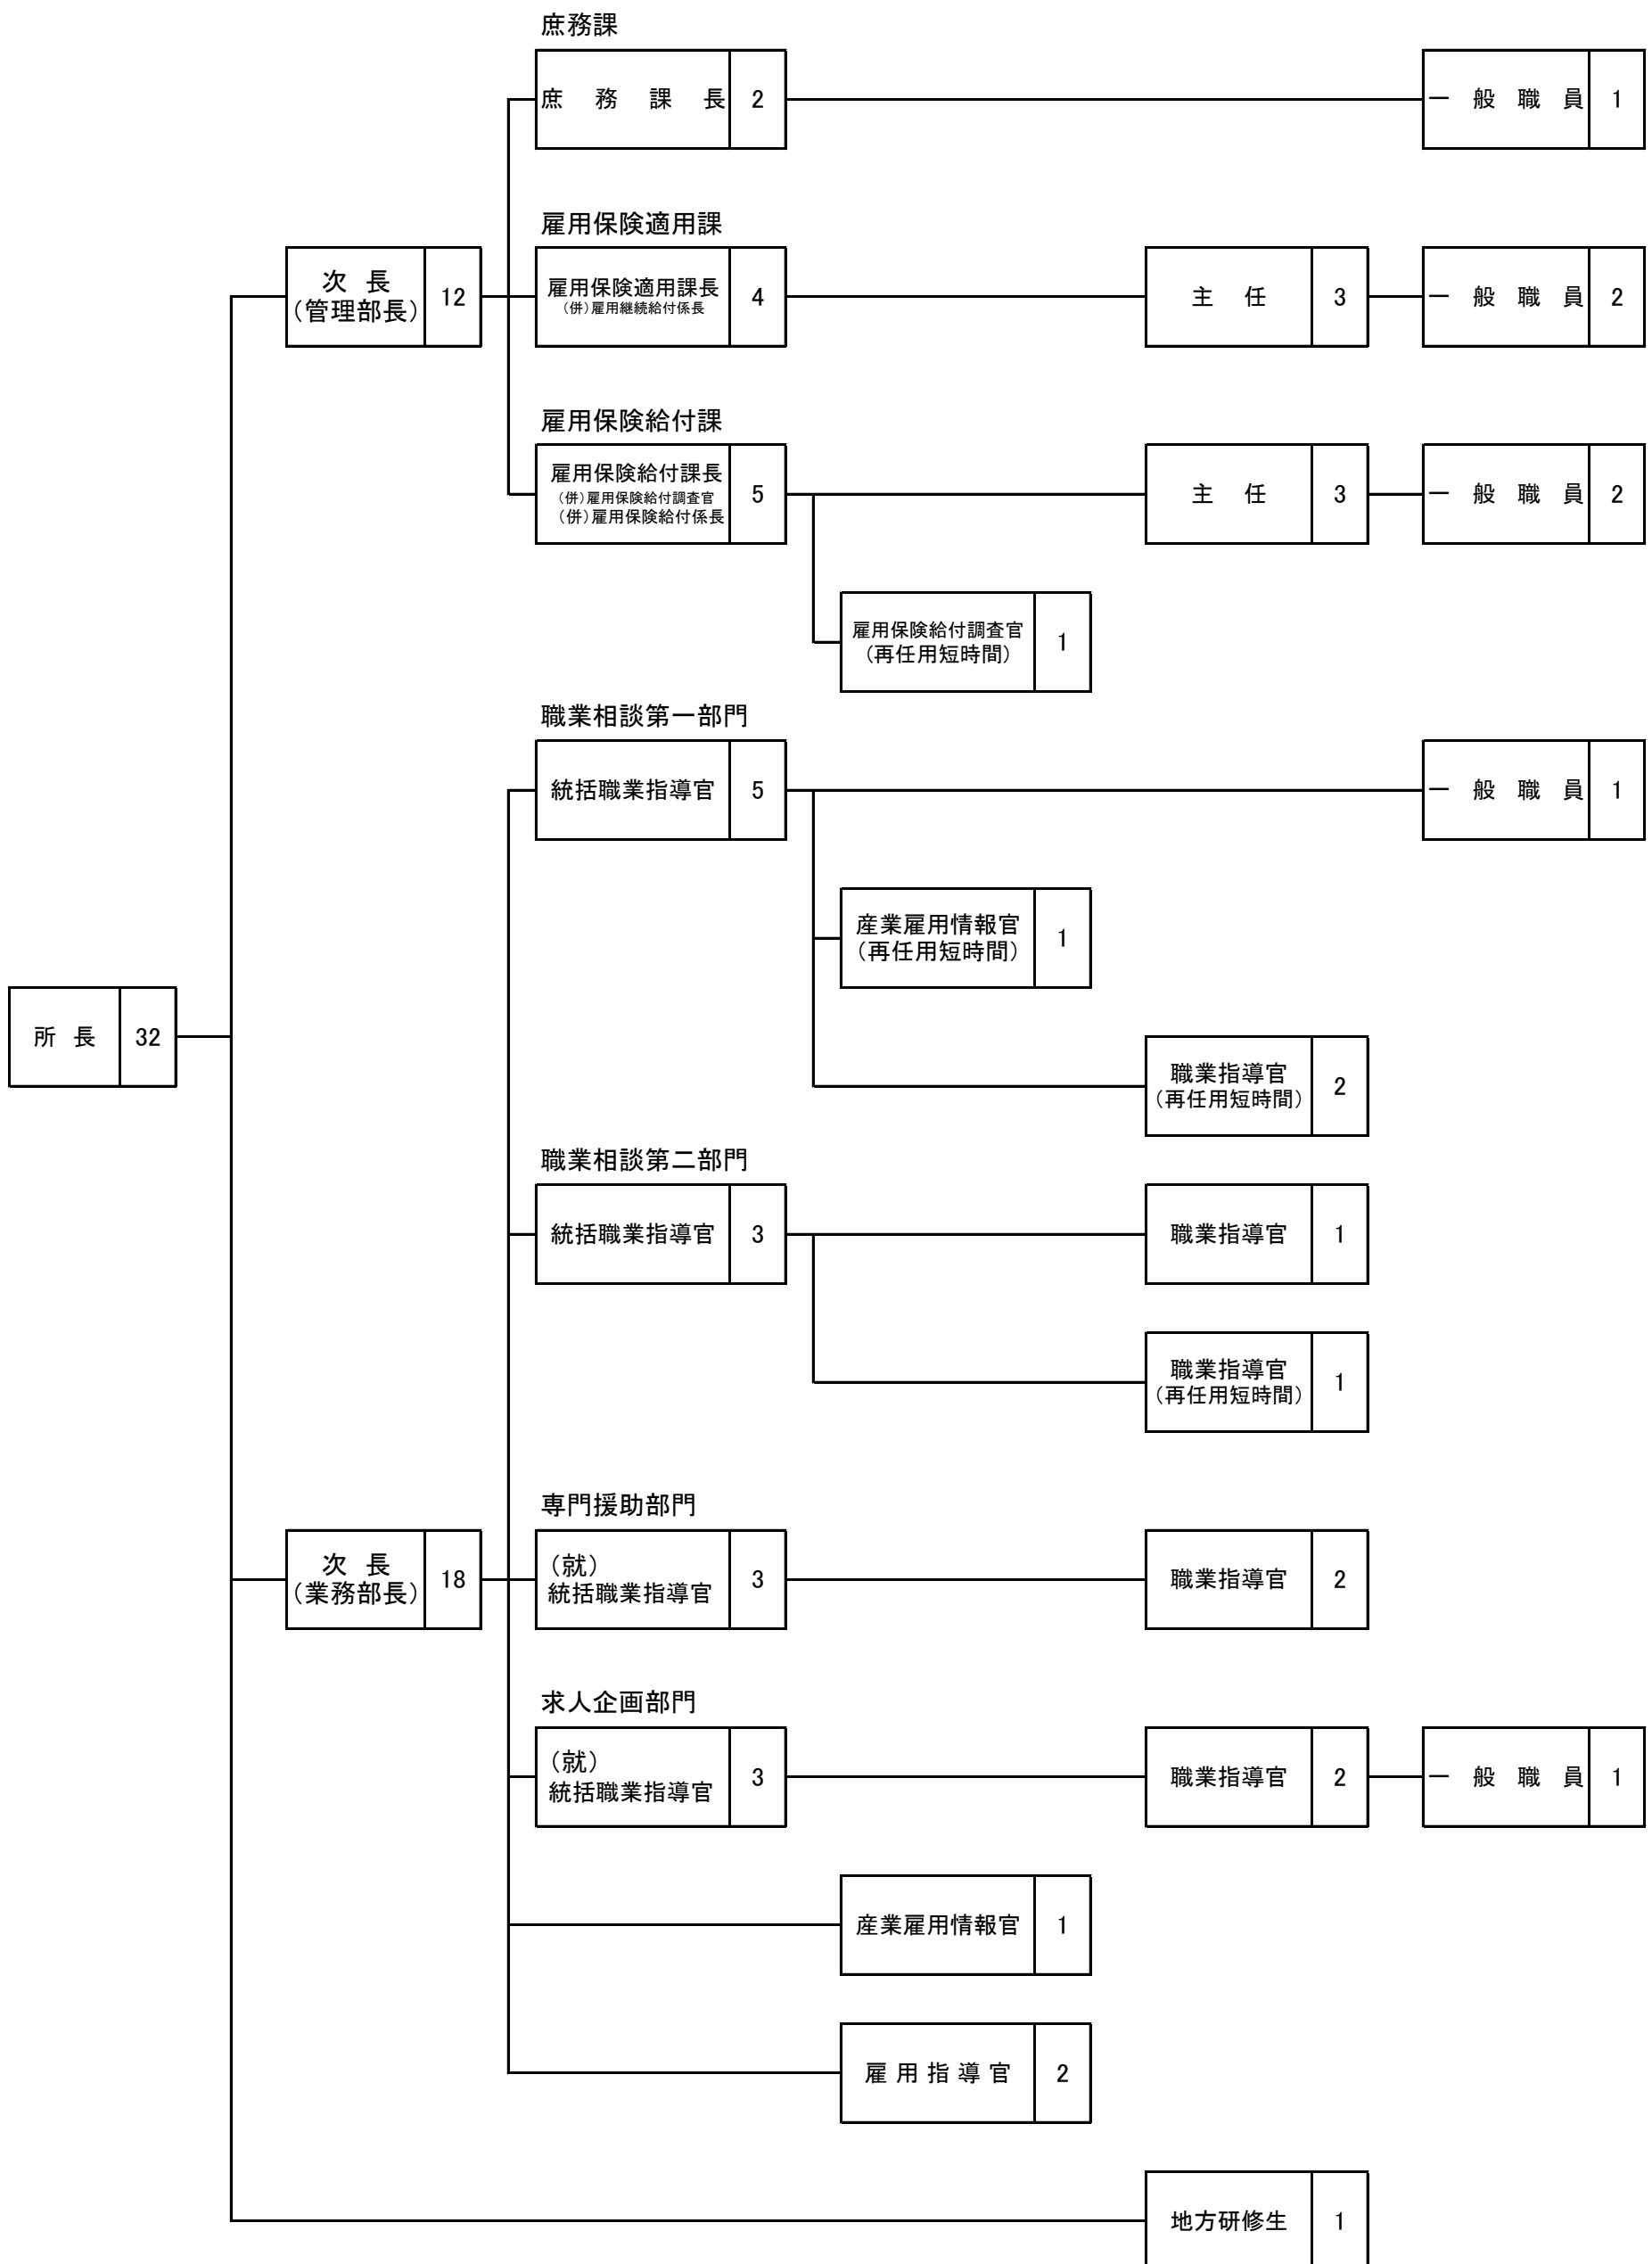 庶務課
庶務課長 2
一般職員 1
雇用保険適用課
次長
(管理部長) 12
雇用保険適用課長
(併)雇用継続給付係長 4
主任 3
一般職員 2
雇用保険給付課
雇用保険給付課長
(併)雇用保険給付調査官
(併)雇用保険給付係長 5
主任 3
一般職員 2
雇用保険給付調査官
(再任用短時間) 1
職業相談第一部門
統括職業指導官 5
一般職員 1
産業雇用情報官
(再任用短時間) 1
所長 32
職業指導官
(再任用短時間) 2
職業相談第二部門
統括職業指導官 3
職業指導官 1
職業指導官
(再任用短時間) 1
専門援助部門
次長
(業務部長) 18
(就)
統括職業指導官 3
職業指導官 2
求人企画部門
(就)
統括職業指導官 3
職業指導官 2
一般職員 1
産業雇用情報官 1
雇用指導官 2
地方研修生 1